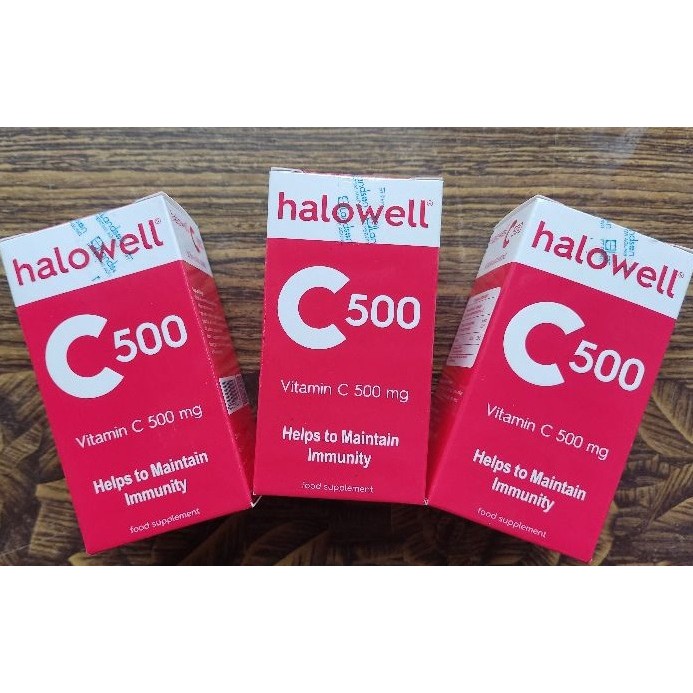 halowell®
C500
Vitamin C 500 mg
Helps to Maintain
Immunity
food supplement
halowell®
C500
Vitamin C 500 mg
Helps to Maintain
Immunity
food supplement
halowell®
C500
Vitamin C 500 mg
Helps to Maintain
Immunity
food supplement